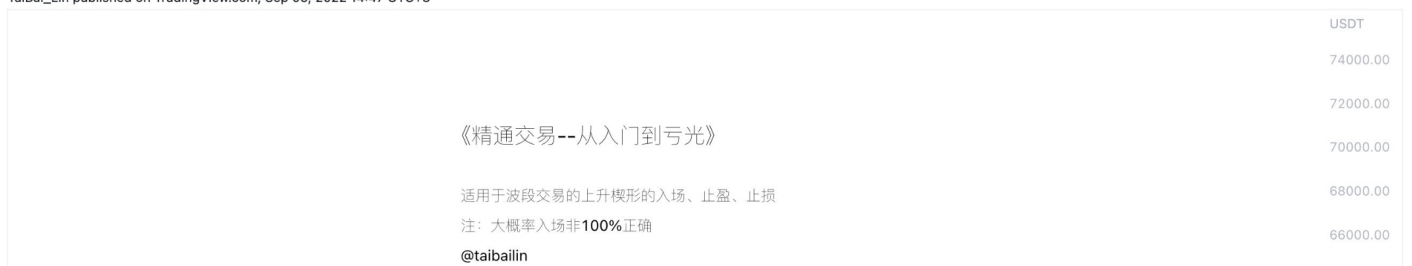 USDT
74000.00
72000.00
《精通交易--从入门到亏光》
70000.00
适用于波段交易的上升楔形的入场、止盈、止损
68000.00
注：大概率入场非100%正确
66000.00
@taibailin